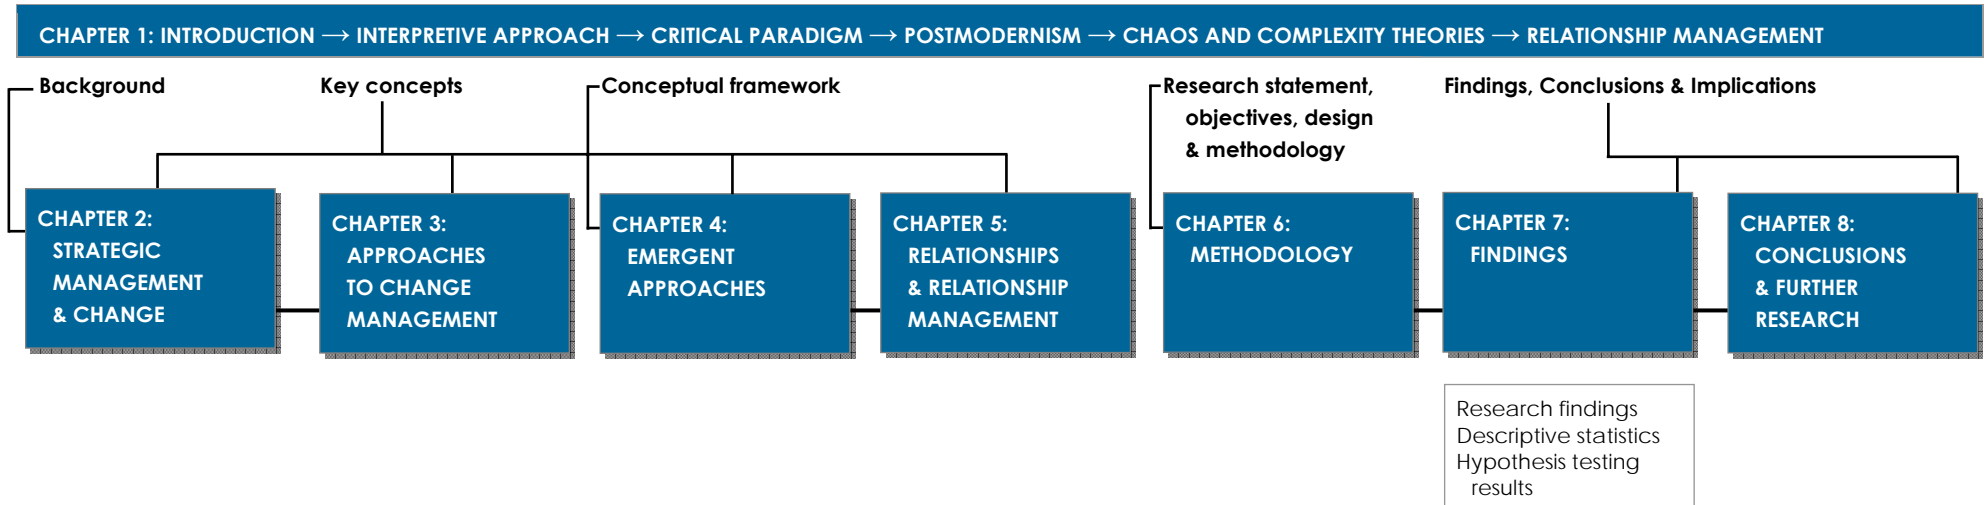 CHAPTER 1: INTRODUCTION → INTERPRETIVE APPROACH → CRITICAL PARADIGM → POSTMODERNISM → CHAOS AND COMPLEXITY THEORIES → RELATIONSHIP MANAGEMENT
Background
Key concepts
Conceptual framework
Research statement,
objectives, design
& methodology
Findings, Conclusions & Implications
CHAPTER 2:
STRATEGIC
MANAGEMENT
& CHANGE
CHAPTER 3:
APPROACHES
TO CHANGE
MANAGEMENT
CHAPTER 4:
EMERGENT
APPROACHES
CHAPTER 5:
RELATIONSHIPS
& RELATIONSHIP
MANAGEMENT
CHAPTER 6:
METHODOLOGY
CHAPTER 7:
FINDINGS
CHAPTER 8:
CONCLUSIONS
& FURTHER
RESEARCH
Research findings
Descriptive statistics
Hypothesis testing
results